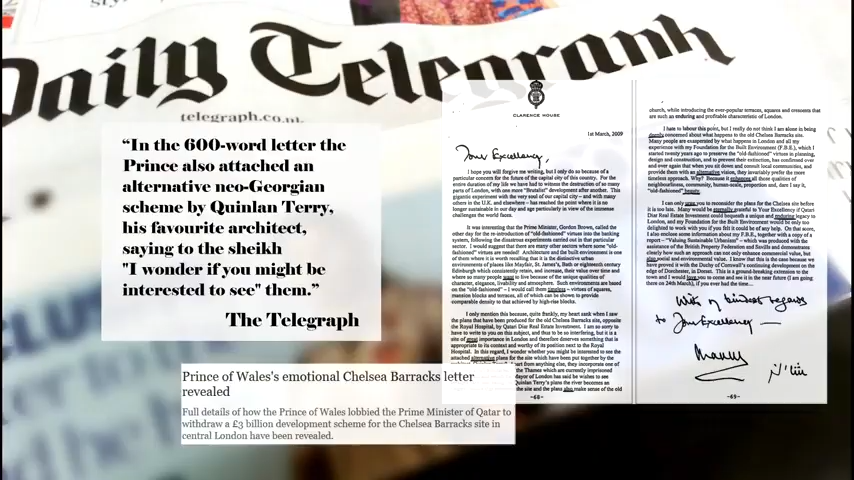 Daily Telegraph
telegraph.co.uk
“In the 600-word letter the
Prince also attached an
alternative neo-Georgian
scheme by Quinlan Terry,
his favourite architect,
saying to the sheikh
"I wonder if you might be
interested to see" them.”
The Telegraph
Prince of Wales's emotional Chelsea Barracks letter
revealed
Full details of how the Prince of Wales lobbied the Prime Minister of Qatar to
withdraw a £3 billion development scheme for the Chelsea Barracks site in
central London have been revealed.
CLARENCE HOUSE
1st March, 2009
Your Excellency,
I hope you will forgive me writing, but I only do so because of a
particular concern for the future of the capital city of this country. For the
entire duration of my life we have had to witness the destruction of so many
parts of London, with one more "Brutalist" development after another. This
gigantic experiment with the very soul of our capital city - and with many
others in the U.K. and elsewhere - has reached the point where it is no
longer sustainable in our day and age particularly in view of the immense
challenges the world faces.
It was interesting that the Prime Minister, Gordon Brown, called the
other day for the re-introduction of "old-fashioned" virtues into the banking
system, following the disastrous experiments carried out in that particular
sector. I would suggest that there are many other sectors where some "old-
fashioned" virtues are needed! Architecture and the built environment is one
of them
environments of places like Mayfair, St. James's, Bath or eighteenth century
Edinburgh which consistently retain, and increase, their value over time and
where so many people want to live because of the unique qualities of
character, elegance, livability and atmosphere. Such environments are based
on the "old-fashioned" - I would call them timeless - virtues of squares,
mansion blocks and terraces, all of which can be shown to provide
comparable density to that achieved by high-rise blocks.
I only mention this because, quite frankly, my heart sank when I
saw the plans that have been produced for the old Chelsea Barracks site, opposite
the Royal Hospital, by Qatari Diar Real Estate Investment. I am so sorry
to have to write to you on this subject, and thus to be so interfering, but it is a
site of great importance in London and therefore deserves something that is
appropriate to its context and worthy of its position next to the Royal
Hospital. In this regard, I wonder whether you might be interested to see the
attached alternative plans for the site which have been put together by the
art from anything else, they incorporate one of
the Thames which are currently imprisoned
ayor of London has said he wishes to see
uinlan Terry's plans the river becomes an
the site and the plans also make sense of the
-68-
church, while introducing the ever-popular terraces, squares and crescents that
are such an enduring and profitable characteristic of London.
I hate to labour this point, but I really do not think I am alone in being
deeply concerned about what happens to the old Chelsea Barracks site.
Many people are exasperated by what happens in London and all my
experience with my Foundation for the Built Environment (F.B.E.), which I
started twenty years ago to preserve the "old-fashioned" virtues in planning,
design and construction, and to prevent their extinction, has confirmed over
and over again that when you sit down and consult local communities, and
provide them with an alternative vision, they invariably prefer the more
timeless approach. Why? Because it enhances all those qualities of
neighbourliness, community, human-scale, proportion and, dare I say it,
"old-fashioned" beauty.
I can only urge you to reconsider the plans for the Chelsea site before
it is too late. Many would be eternally grateful to Your Excellency if Qatari
Diar Real Estate Investment could bequeath a unique and enduring legacy to
London, and my Foundation for the Built Environment would be only too
delighted to work with you if you felt it could be of any help. On that score, I
also enclose some information about my F.B.E., together with a copy of a
report - "Valuing Sustainable Urbanism" - which was produced with the
assistance of the British Property Federation and Savills and demonstrates
clearly how such an approach can not only enhance commercial value, but
also social and environmental value. I know this is the case because we
have proved it with the Duchy of Cornwall's continuing development on the
edge of Dorchester, in Dorset. This is a ground-breaking extension to the
town and I would love you to come and see it in the near future (I am going
there on 24th March), if you ever had the time...
With of kindest regards
to Your Excellency —
-69-